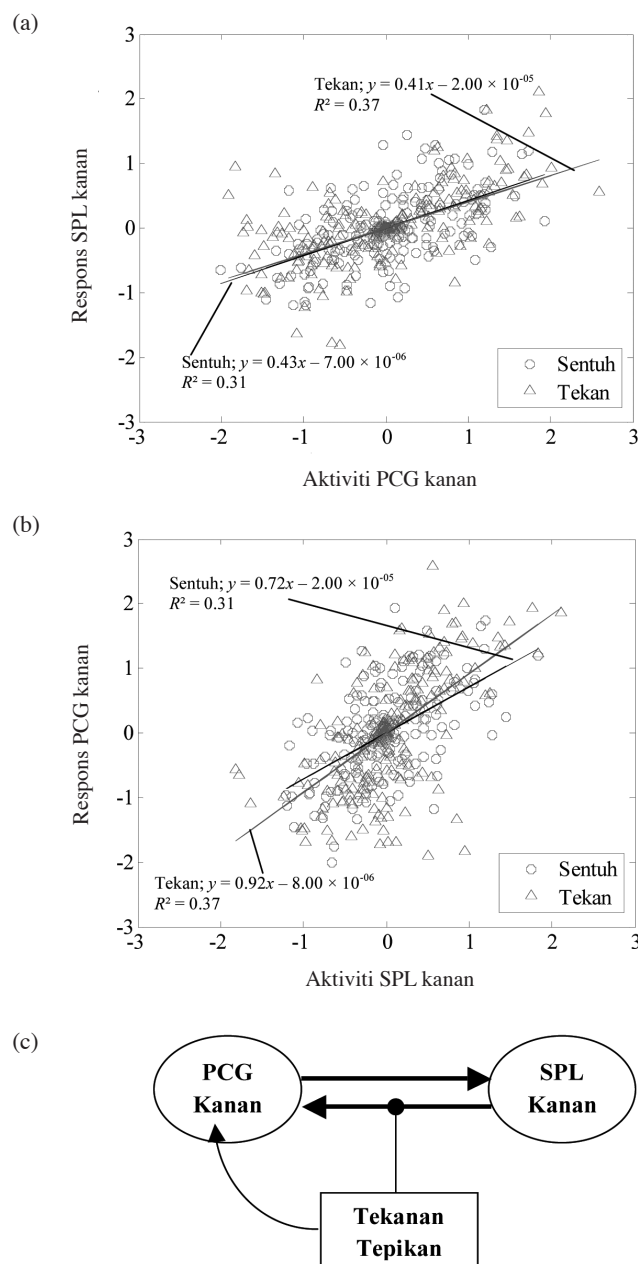 (a)
3
2
1
0
-1
-2
-3
-3
-2
-1
0
1
2
3
Respons SPL kanan
Aktiviti PCG kanan
Tekan; y = 0.41x – 2.00 × 10⁻⁰⁵
R² = 0.37
Sentuh; y = 0.43x – 7.00 × 10⁻⁰⁶
R² = 0.31
Sentuh
Tekan
(b)
3
2
1
0
-1
-2
-3
-3
-2
-1
0
1
2
3
Respons PCG kanan
Aktiviti SPL kanan
Sentuh; y = 0.72x – 2.00 × 10⁻⁰⁵
R² = 0.31
Tekan; y = 0.92x – 8.00 × 10⁻⁰⁶
R² = 0.37
Sentuh
Tekan
(c)
PCG
Kanan
SPL
Kanan
Tekanan
Tepikan